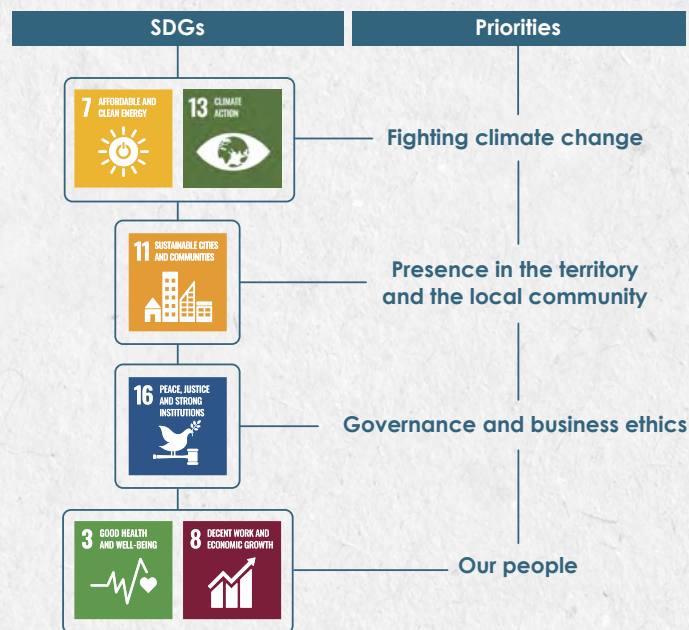 SDGs
Priorities
7 AFFORDABLE AND
CLEAN ENERGY
13 CLIMATE
ACTION
Fighting climate change
11 SUSTAINABLE CITIES
AND COMMUNITIES
Presence in the territory
and the local community
16 PEACE, JUSTICE
AND STRONG
INSTITUTIONS
Governance and business ethics
3 GOOD HEALTH
AND WELL-BEING
8 DECENT WORK AND
ECONOMIC GROWTH
Our people